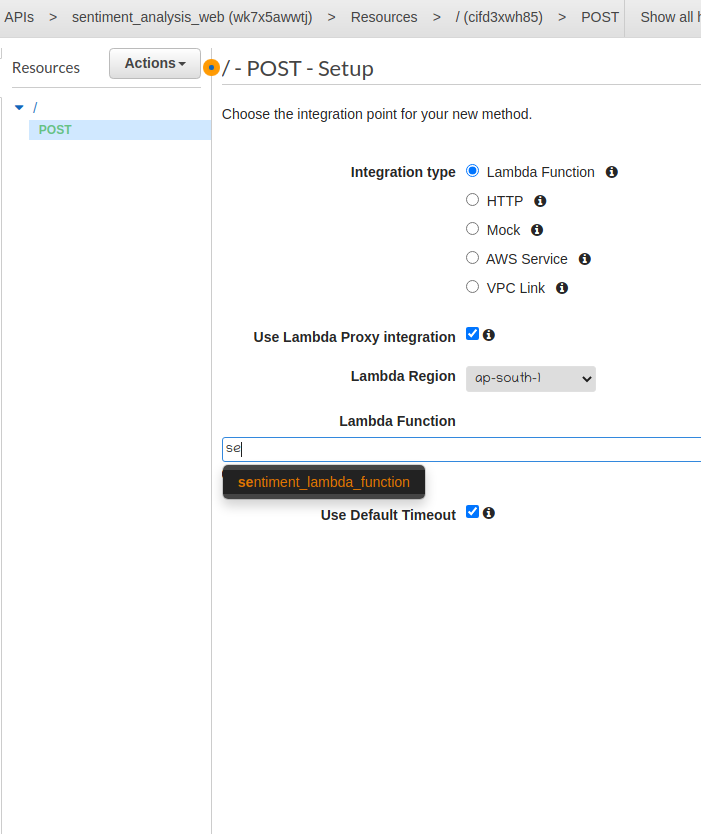 APIs > sentiment_analysis_web (wk7x5awwtj) > Resources > / (cifd3xwh85) > POST Show all h
Resources Actions
/ - POST - Setup
/
POST
Choose the integration point for your new method.
Integration type Lambda Function
HTTP
Mock
AWS Service
VPC Link
Use Lambda Proxy integration
Lambda Region ap-south-1
Lambda Function
se
sentiment_lambda_function
Use Default Timeout